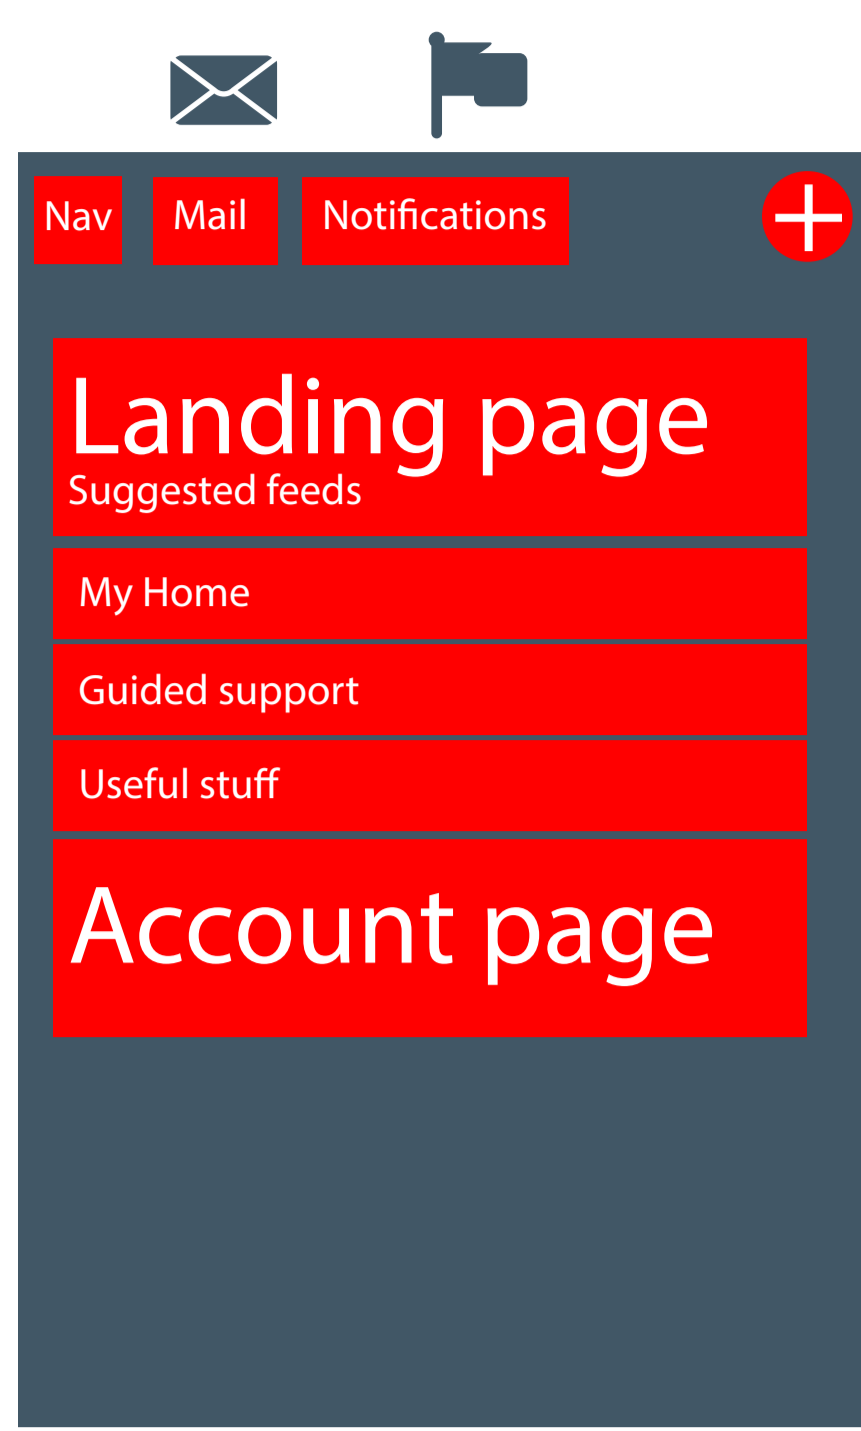 Nav
Mail
Notifications
Landing page
Suggested feeds
My Home
Guided support
Useful stuff
Account page